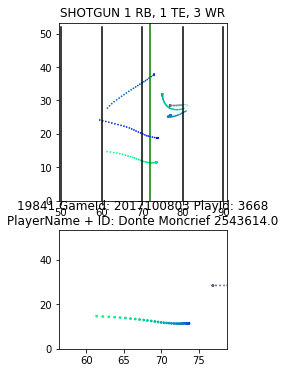 SHOTGUN 1 RB, 1 TE, 3 WR
50
40
30
20
10
0
50 60 70 80 90
19841 GameId: 2017100803 PlayId: 3668
PlayerName + ID: Donte Moncrief 2543614.0
40
20
0
60 65 70 75